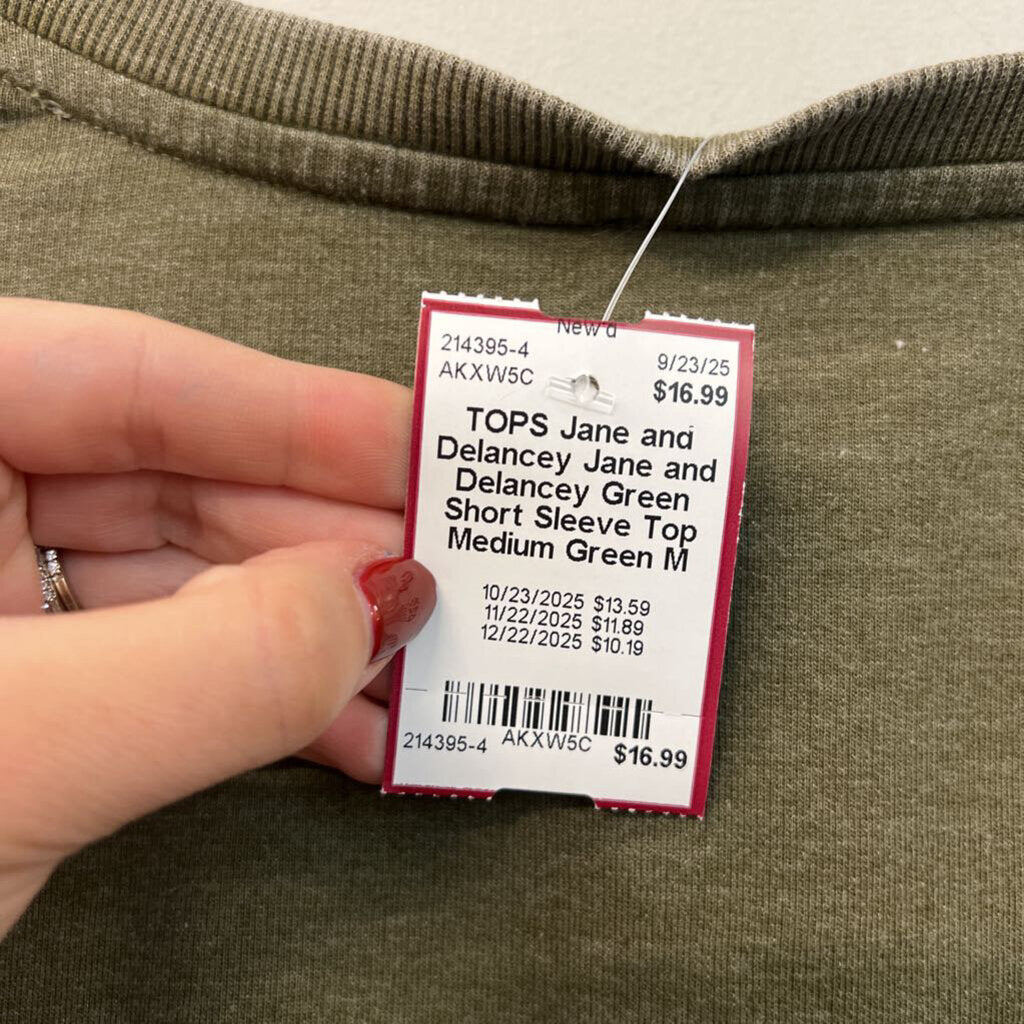 New'd
214395-4
9/23/25
AKXW5C
$16.99
TOPS Jane and
Delancey Jane and
Delancey Green
Short Sleeve Top
Medium Green M
10/23/2025 $13.59
11/22/2025 $11.89
12/22/2025 $10.19
214395-4 AKXW5C $16.99